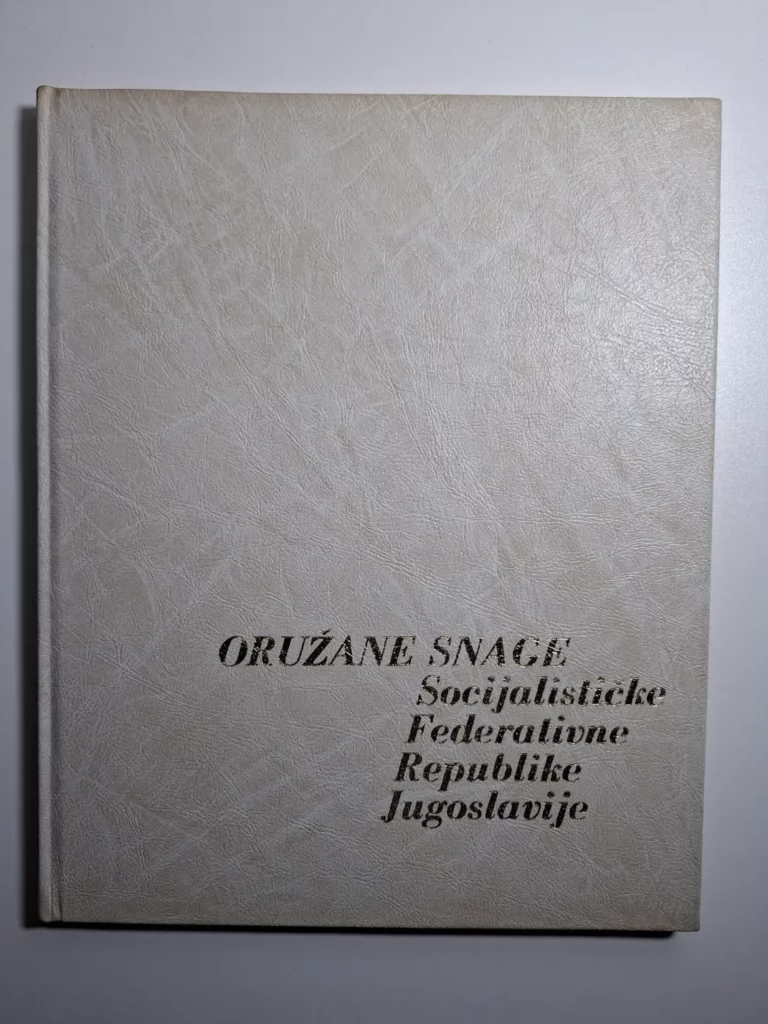 ORUŽANE SNAGE
Socijalističke
Federativne
Republike
Jugoslavije